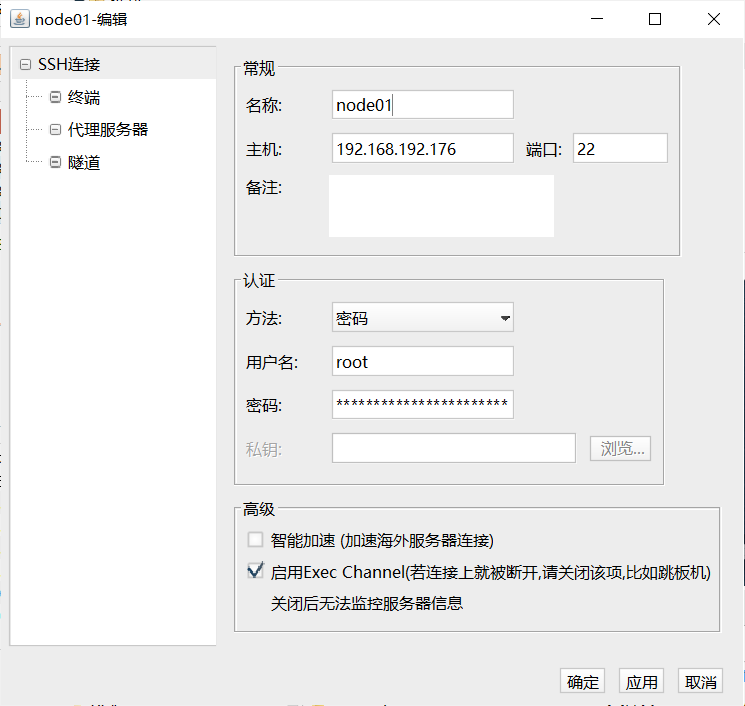 node01-编辑
SSH连接
终端
代理服务器
隧道
常规
名称: node01
主机: 192.168.192.176 端口: 22
备注:
认证
方法: 密码
用户名: root
密码: ***********************
私钥: 浏览...
高级
智能加速 (加速海外服务器连接)
启用Exec Channel(若连接上就被断开,请关闭该项,比如跳板机)
关闭后无法监控服务器信息
确定 应用 取消